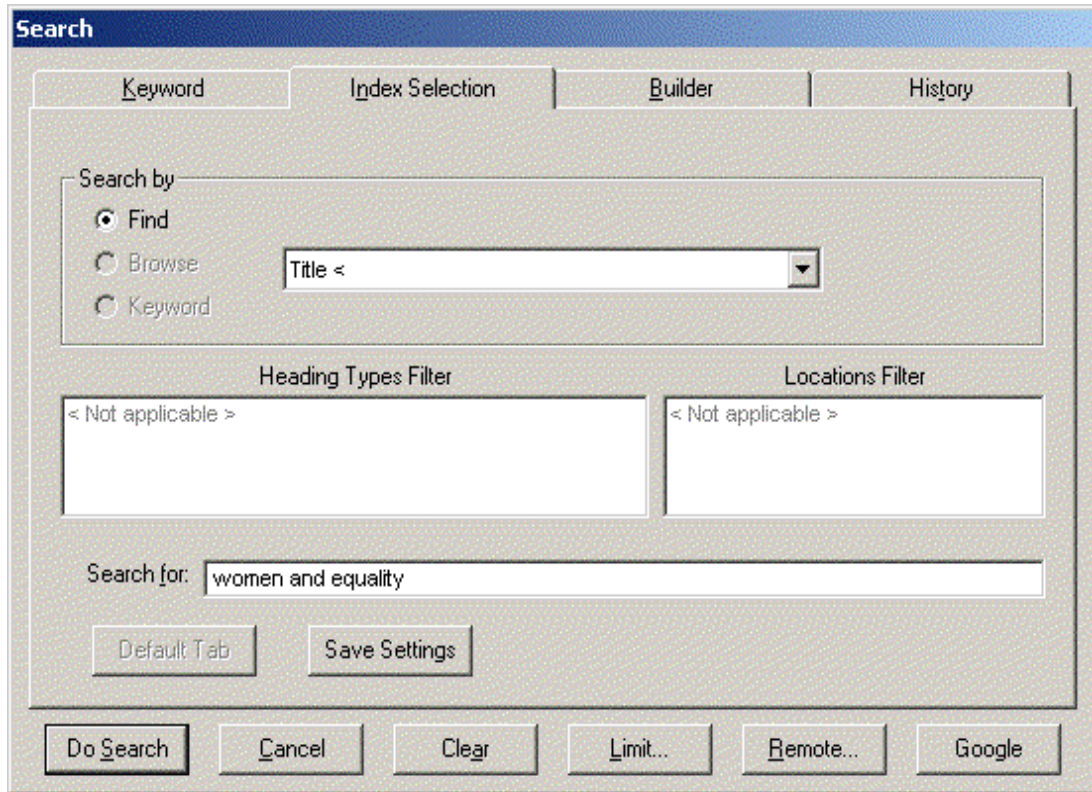 Search
Keyword Index Selection Builder History
Search by
Find
Browse
Title <
Keyword
Heading Types Filter Locations Filter
< Not applicable > < Not applicable >
Search for: women and equality
Default Tab Save Settings
Do Search Cancel Clear Limit... Remote... Google